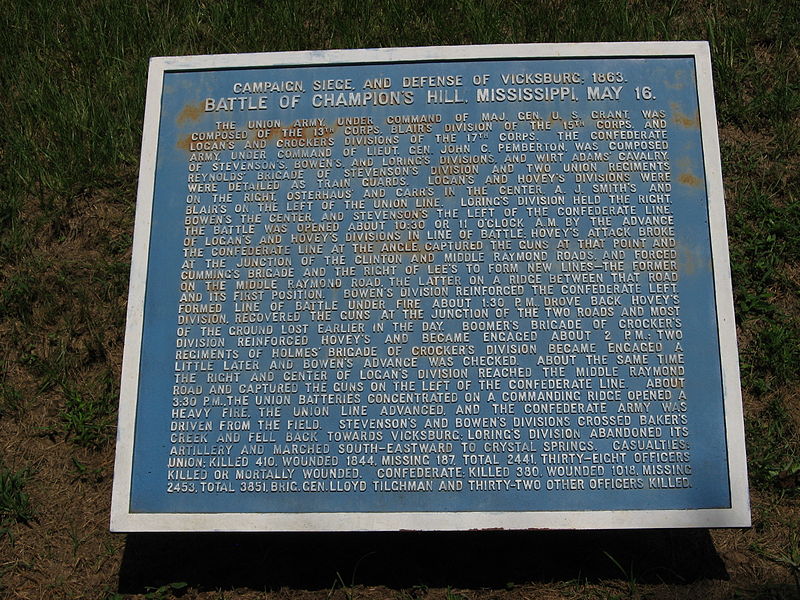 CAMPAIGN, SIEGE, AND DEFENSE OF VICKSBURG; 1863.
BATTLE OF CHAMPION'S HILL, MISSISSIPPI, MAY 16.
THE UNION ARMY, UNDER COMMAND OF MAJ. GEN. U. S. GRANT, WAS
COMPOSED OF THE 13TH CORPS, BLAIR'S DIVISION OF THE 15TH CORPS, AND
LOGAN'S AND CROCKER'S DIVISIONS OF THE 17TH CORPS. THE CONFEDERATE
ARMY, UNDER COMMAND OF LIEUT. GEN. JOHN C. PEMBERTON, WAS COMPOSED
OF STEVENSON'S, BOWEN'S, AND LORING'S DIVISIONS, AND WIRT ADAMS' CAVALRY.
REYNOLDS' BRIGADE OF STEVENSON'S DIVISION AND TWO UNION REGIMENTS
WERE DETAILED AS TRAIN GUARDS. LOGAN'S AND HOVEY'S DIVISIONS WERE
ON THE RIGHT, OSTERHAUS' AND CARR'S IN THE CENTER, A. J. SMITH'S AND
BLAIR'S ON THE LEFT OF THE UNION LINE. LORING'S DIVISION HELD THE RIGHT,
BOWEN'S THE CENTER, AND STEVENSON'S THE LEFT OF THE CONFEDERATE LINE.
THE BATTLE WAS OPENED ABOUT 10:30 OR 11 O'CLOCK A.M. BY THE ADVANCE
OF LOGAN'S AND HOVEY'S DIVISIONS IN LINE OF BATTLE. HOVEY'S ATTACK BROKE
THE CONFEDERATE LINE AT THE ANGLE, CAPTURED THE GUNS AT THAT POINT AND
AT THE JUNCTION OF THE CLINTON AND MIDDLE RAYMOND ROADS, AND FORCED
CUMMING'S BRIGADE AND THE RIGHT OF LEE'S TO FORM NEW LINES—THE FORMER
ON THE MIDDLE RAYMOND ROAD, THE LATTER ON A RIDGE BETWEEN THAT ROAD
AND ITS FIRST POSITION. BOWEN'S DIVISION REINFORCED THE CONFEDERATE LEFT,
FORMED LINE OF BATTLE UNDER FIRE ABOUT 1:30 P.M., DROVE BACK HOVEY'S
DIVISION, RECOVERED THE GUNS AT THE JUNCTION OF THE TWO ROADS AND MOST
OF THE GROUND LOST EARLIER IN THE DAY. BOOMER'S BRIGADE OF CROCKER'S
DIVISION REINFORCED HOVEY'S AND BECAME ENGAGED ABOUT 2 P.M.; TWO
REGIMENTS OF HOLMES' BRIGADE OF CROCKER'S DIVISION BECAME ENGAGED A
LITTLE LATER AND BOWEN'S ADVANCE WAS CHECKED. ABOUT THE SAME TIME
THE RIGHT AND CENTER OF LOGAN'S DIVISION REACHED THE MIDDLE RAYMOND
ROAD AND CAPTURED THE GUNS ON THE LEFT OF THE CONFEDERATE LINE. ABOUT
3:30 P.M., THE UNION BATTERIES CONCENTRATED ON A COMMANDING RIDGE OPENED A
HEAVY FIRE, THE UNION LINE ADVANCED, AND THE CONFEDERATE ARMY WAS
DRIVEN FROM THE FIELD. STEVENSON'S AND BOWEN'S DIVISIONS CROSSED BAKER'S
CREEK AND FELL BACK TOWARDS VICKSBURG, LORING'S DIVISION ABANDONED ITS
ARTILLERY AND MARCHED SOUTH-EASTWARD TO CRYSTAL SPRINGS. CASUALTIES:
UNION; KILLED 410, WOUNDED 1844, MISSING 187, TOTAL 2441 THIRTY-EIGHT OFFICERS
KILLED OR MORTALLY WOUNDED. CONFEDERATE; KILLED 380, WOUNDED 1018, MISSING
2453, TOTAL 3851, BRIG. GEN. LLOYD TILGHMAN AND THIRTY-TWO OTHER OFFICERS KILLED.